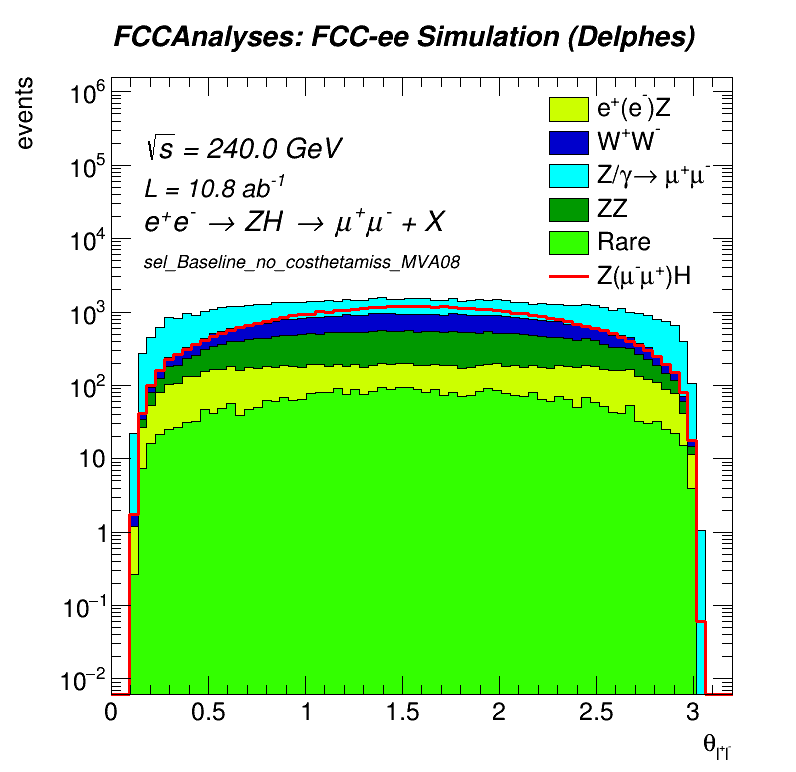 FCCAnalyses: FCC-ee Simulation (Delphes)
events
10⁶
10⁵
10⁴
10³
10²
10
1
10⁻¹
10⁻²
√s = 240.0 GeV
L = 10.8 ab⁻¹
e⁺e⁻ → ZH → μ⁺μ⁻ + X
sel_Baseline_no_costhetamiss_MVA08
e⁺(e⁻)Z
W⁺W⁻
Z/γ→ μ⁺μ⁻
ZZ
Rare
Z(μ⁻μ⁺)H
0 0.5 1 1.5 2 2.5 3
θ_l⁺l⁻